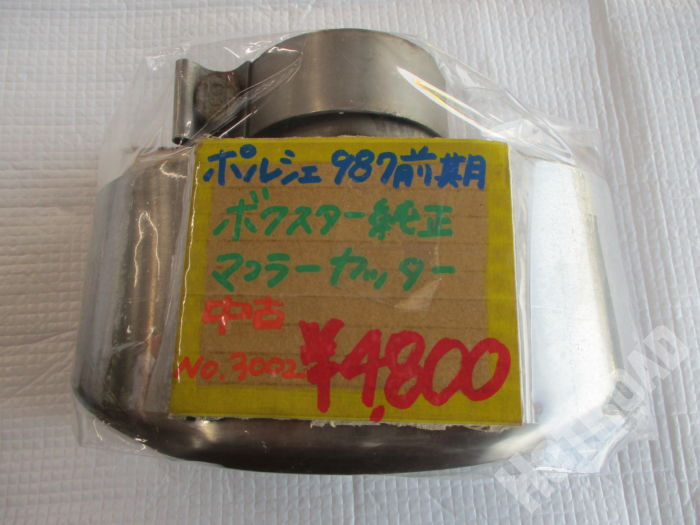 ポルシェ 987前期
ボクスター純正
マフラーカッター
中古
No.3002 ¥4,800